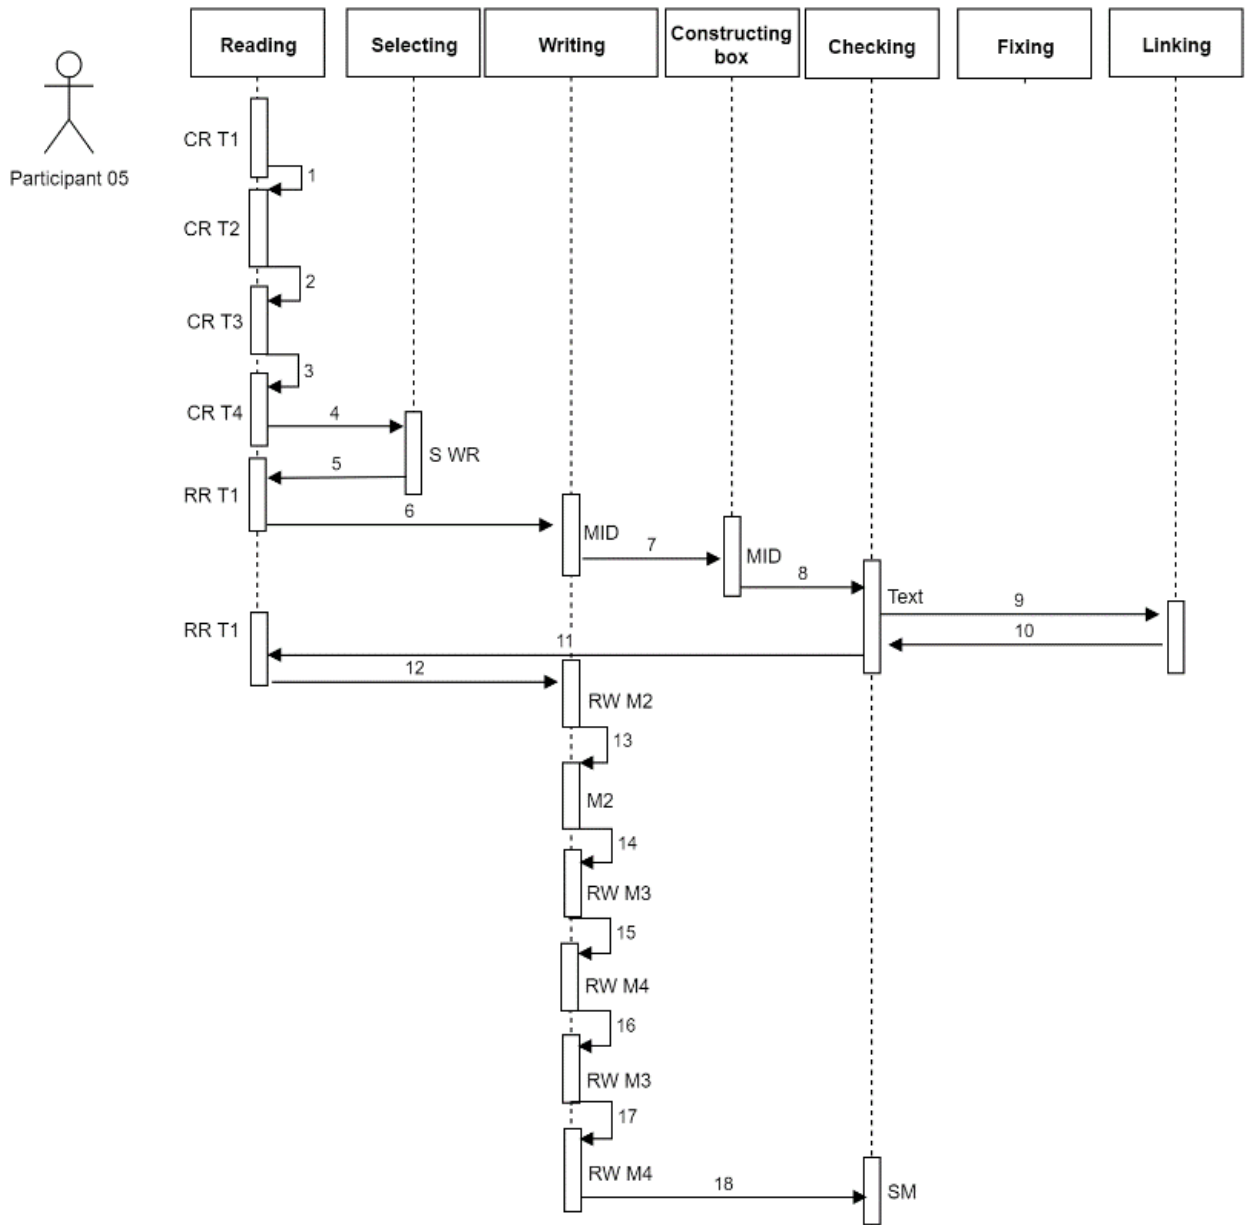 Reading
Selecting
Writing
Constructing
box
Checking
Fixing
Linking
Participant 05
CR T1
1
CR T2
2
CR T3
3
CR T4
4
S WR
5
RR T1
6
MID
7
MID
8
Text
9
10
RR T1
11
12
RW M2
13
M2
14
RW M3
15
RW M4
16
RW M3
17
RW M4
18
SM